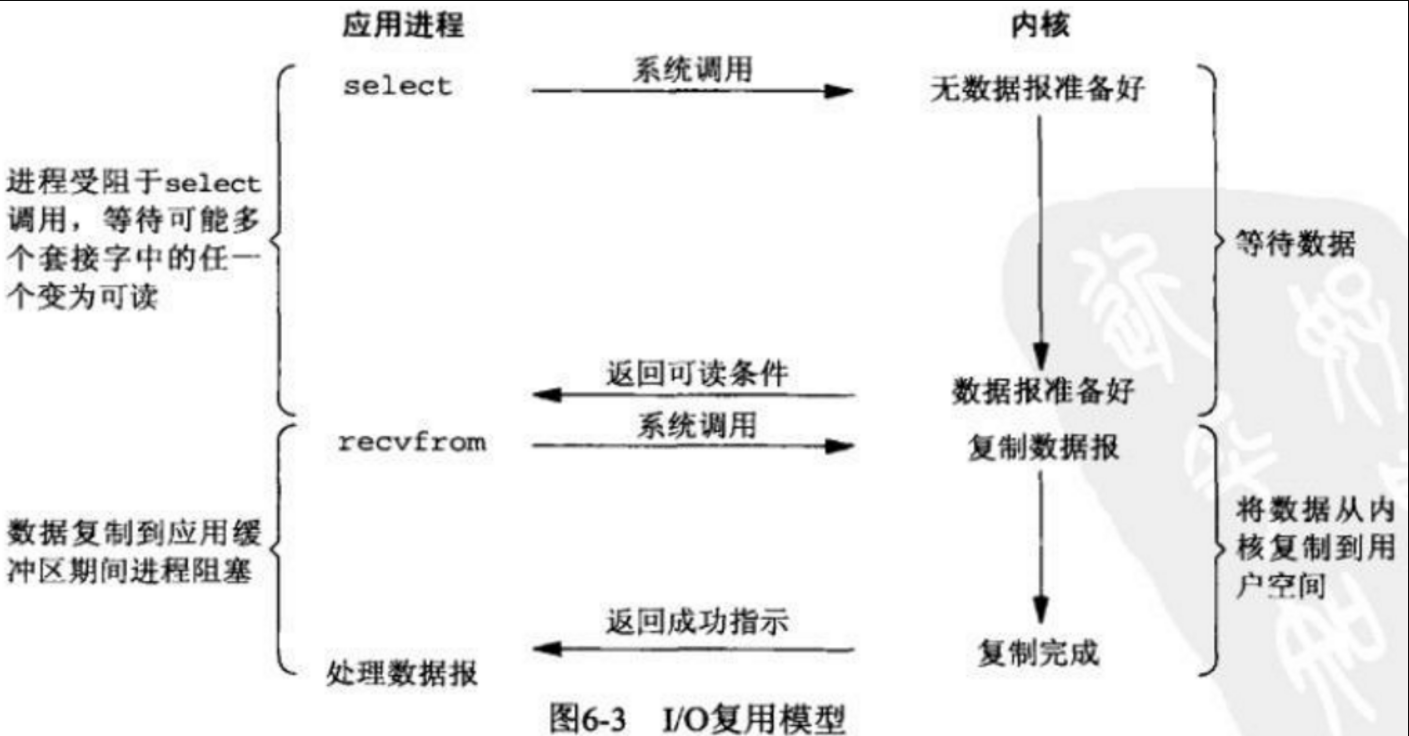 应用进程
内核
select
系统调用
无数据报准备好
进程受阻于select
调用，等待可能多
个套接字中的任一
个变为可读
等待数据
返回可读条件
数据报准备好
recvfrom
系统调用
复制数据报
数据复制到应用缓
冲区期间进程阻塞
将数据从内
核复制到用
户空间
返回成功指示
复制完成
处理数据报
图6-3 I/O复用模型